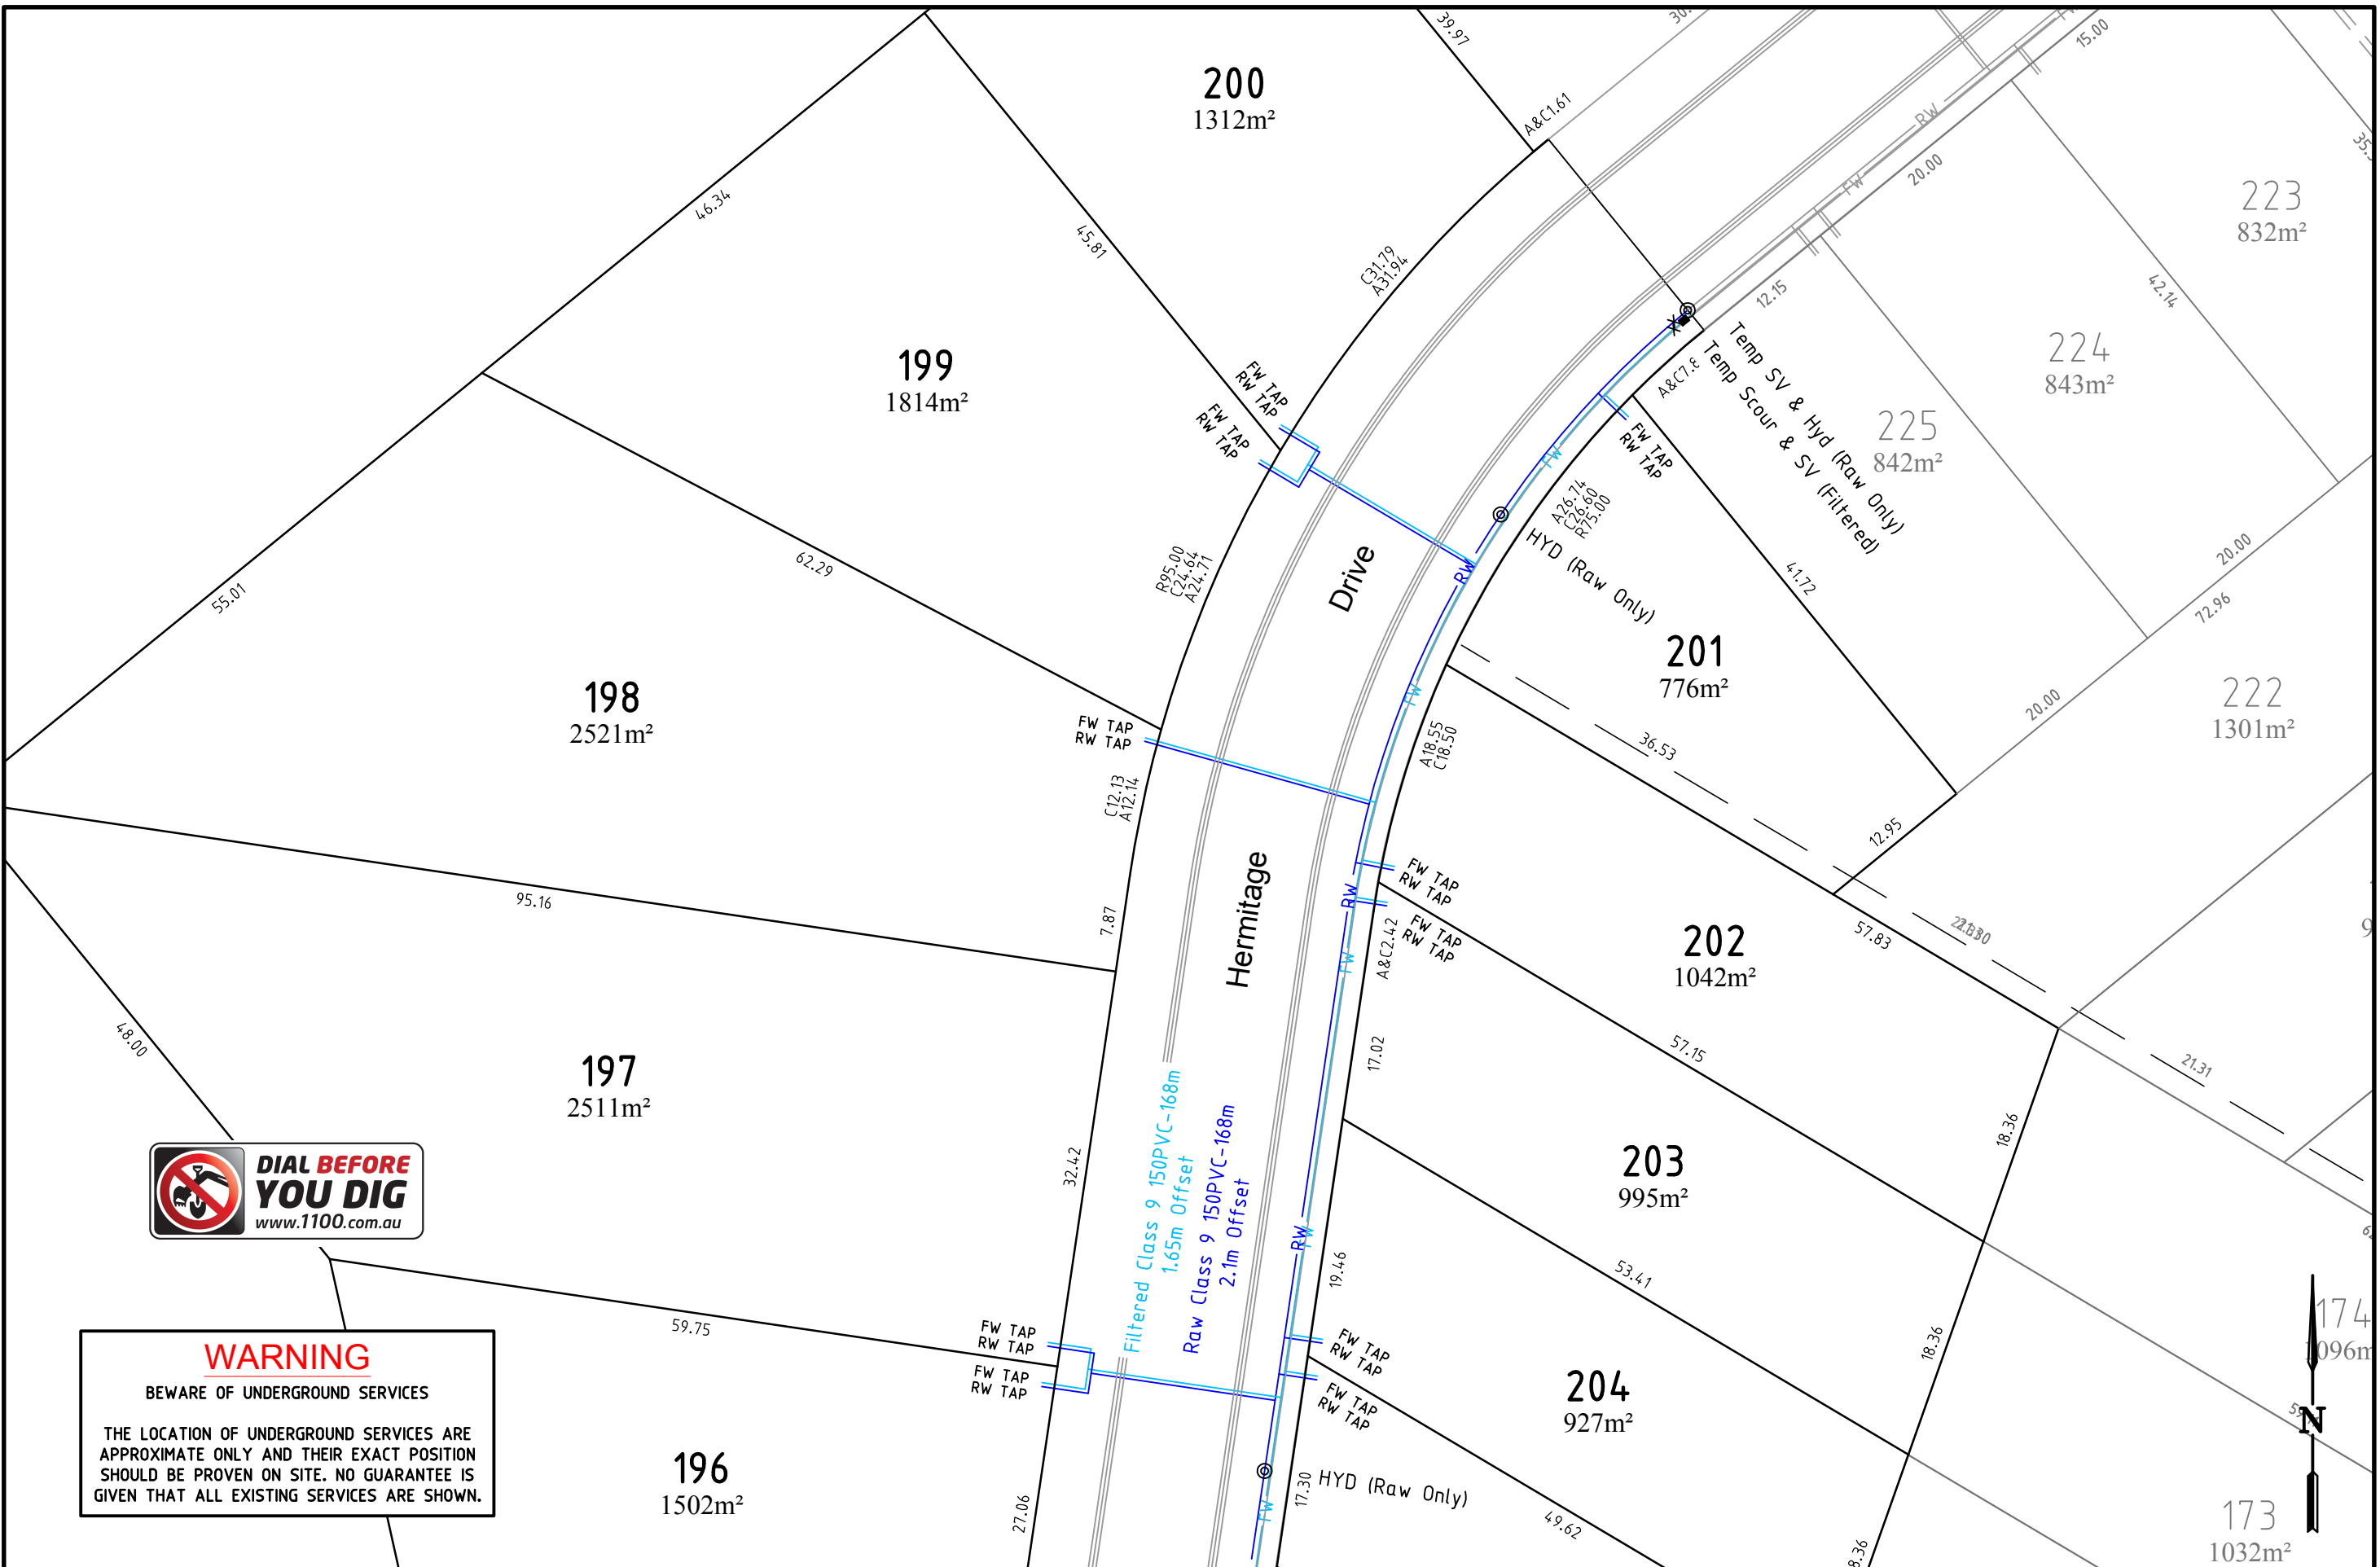 39.97
30.
FW
15.00
200
1312m²
A&C1.61
RW
35.
FW
20.00
223
832m²
46.34
45.81
C31.79
A31.94
12.15
42.14
199
1814m²
FW TAP
RW TAP
FW TAP
RW TAP
A&C7.8
Temp SV & Hyd (Raw Only)
Temp Scour & SV (Filtered)
224
843m²
225
842m²
FW
FW TAP
RW TAP
A26.74
C26.60
R75.00
HYD (Raw Only)
R95.00
C24.64
A24.71
62.29
55.01
Drive
RW
41.72
20.00
72.96
201
776m²
222
1301m²
20.00
198
2521m²
FW TAP
RW TAP
FW
A18.55
C18.50
36.53
C12.13
A12.14
12.95
FW TAP
RW TAP
RW
FW TAP
RW TAP
95.16
7.87
Hermitage
FW
A&C2.42
202
1042m²
57.83
9
48.00
197
2511m²
17.02
57.15
21.31
DIAL BEFORE
YOU DIG
www.1100.com.au
32.42
Filtered Class 9 150PVC-168m
1.65m Offset
Raw Class 9 150PVC-168m
2.1m Offset
RW
FW
19.46
203
995m²
18.36
53.41
59.75
FW TAP
RW TAP
FW TAP
RW TAP
FW TAP
RW TAP
FW TAP
RW TAP
204
927m²
18.36
174
096m
N
WARNING
BEWARE OF UNDERGROUND SERVICES
THE LOCATION OF UNDERGROUND SERVICES ARE
APPROXIMATE ONLY AND THEIR EXACT POSITION
SHOULD BE PROVEN ON SITE. NO GUARANTEE IS
GIVEN THAT ALL EXISTING SERVICES ARE SHOWN.
196
1502m²
27.06
FW
17.30
HYD (Raw Only)
49.62
8.36
173
1032m²